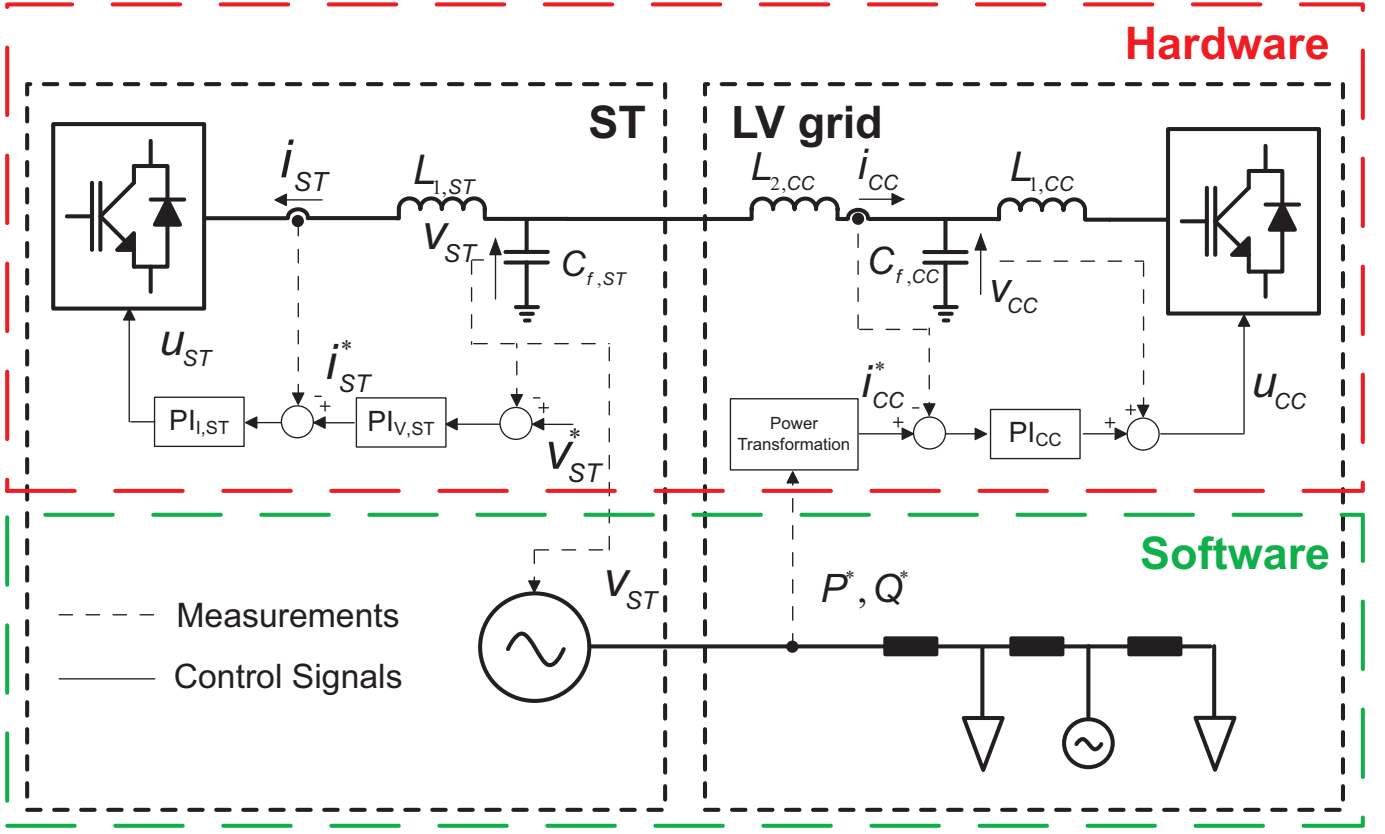 Hardware
ST
LV grid
i_ST
L_1,ST
L_2,CC
i_CC
L_1,CC
v_ST
C_f,ST
C_f,CC
v_CC
u_ST
i*_ST
i*_CC
u_CC
- +
- +
- +
+ +
PI_I,ST
PI_V,ST
v*_ST
Power
Transformation
PI_CC
Software
v_ST
P*, Q*
Measurements
Control Signals